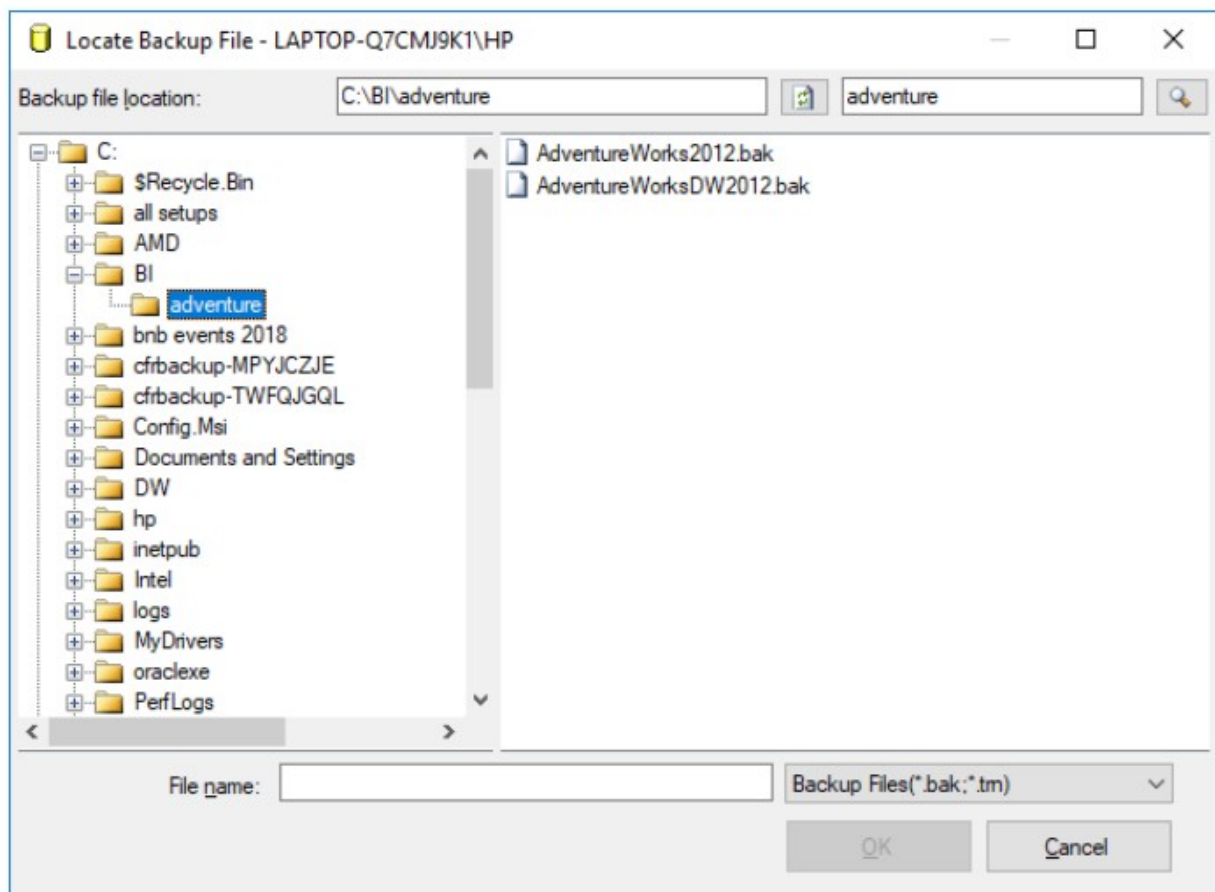 Locate Backup File - LAPTOP-Q7CMJ9K1\HP
Backup file location: C:\BI\adventure adventure
C:
$Recycle.Bin
all setups
AMD
BI
adventure
bnb events 2018
cfrbackup-MPYJCZJE
cfrbackup-TWFQJGQL
Config.Msi
Documents and Settings
DW
hp
inetpub
Intel
logs
MyDrivers
oraclexe
PerfLogs
AdventureWorks2012.bak
AdventureWorksDW2012.bak
File name: Backup Files(*.bak;*.trn)
OK Cancel